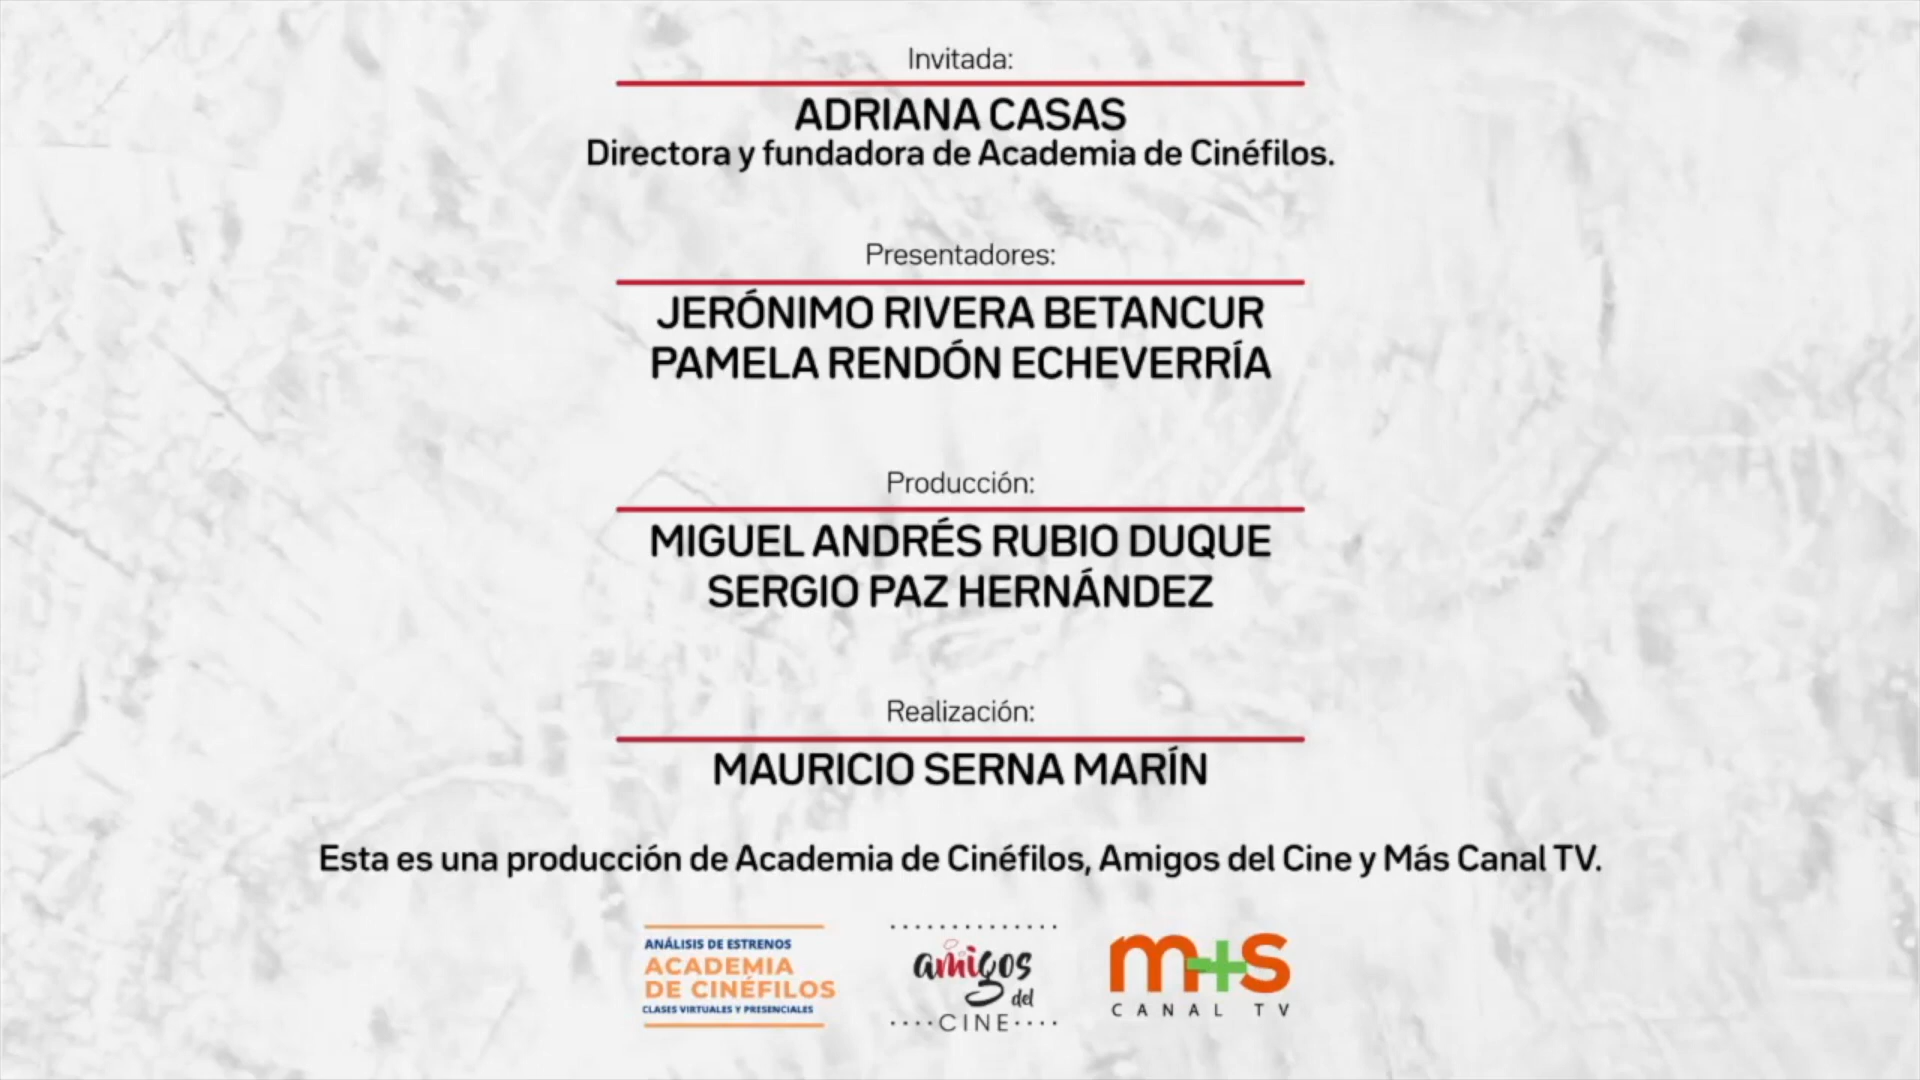 Invitada:
ADRIANA CASAS
Directora y fundadora de Academia de Cinéfilos.
Presentadores:
JERÓNIMO RIVERA BETANCUR
PAMELA RENDÓN ECHEVERRÍA
Producción:
MIGUEL ANDRÉS RUBIO DUQUE
SERGIO PAZ HERNÁNDEZ
Realización:
MAURICIO SERNA MARÍN
Esta es una producción de Academia de Cinéfilos, Amigos del Cine y Más Canal TV.
ANÁLISIS DE ESTRENOS
ACADEMIA
DE CINÉFILOS
CLASES VIRTUALES Y PRESENCIALES
amigos
del
CINE
m+s
CANAL TV